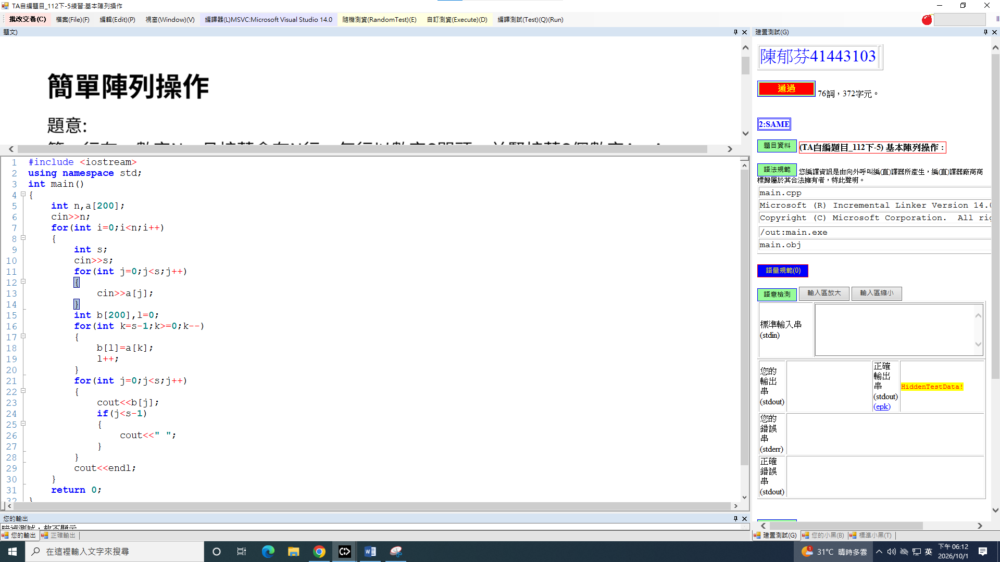 TA自編題目_112下-5練習:基本陣列操作
批改交卷(C) 檔案(File)(F) 編輯(Edit)(P) 視窗(Window)(V) 編譯器(L)MSVC:Microsoft Visual Studio 14.0 隨機測資(RandomTest)(E) 自訂測資(Execute)(D) 編譯測試(Test)(Q)(Run)
題文)
簡單陣列操作
題意:
1 #include <iostream>
2 using namespace std;
3 int main()
4 {
5 int n,a[200];
6 cin>>n;
7 for(int i=0;i<n;i++)
8 {
9 int s;
10 cin>>s;
11 for(int j=0;j<s;j++)
12 {
13 cin>>a[j];
14 }
15 int b[200],l=0;
16 for(int k=s-1;k>=0;k--)
17 {
18 b[l]=a[k];
19 l++;
20 }
21 for(int j=0;j<s;j++)
22 {
23 cout<<b[j];
24 if(j<s-1)
25 {
26 cout<<" ";
27 }
28 }
29 cout<<endl;
30 }
31 return 0;
32 }
您的輸出
暗資測試，故不顯示
您的輸出 正確輸出
建置測試(G)
陳郁芬41443103
通過 76詞，372字元。
2:SAME
題目資料 (TA自編題目_112下-5) 基本陣列操作：
語法規範 您編譯資訊是由向外呼叫編(直)譯器所產生，編(直)譯器廠商商
標歸屬於其合法擁有者，特此聲明。
main.cpp
Microsoft (R) Incremental Linker Version 14.0
Copyright (C) Microsoft Corporation.  All rig
/out:main.exe
main.obj
語量規範(0)
語意檢測 輸入區放大 輸入區縮小
標準輸入串
(stdin)
您的
輸出
串
(stdout)
正確
輸出
串
(stdout)
(epk)
HiddenTestData!
您的
錯誤
串
(stderr)
正確
錯誤
串
(stdout)
建置測試(G) 您的小黑(B) 標準小黑(T)
在這裡輸入文字來搜尋
1 31°C 晴時多雲 英 下午 06:12
2026/10/1